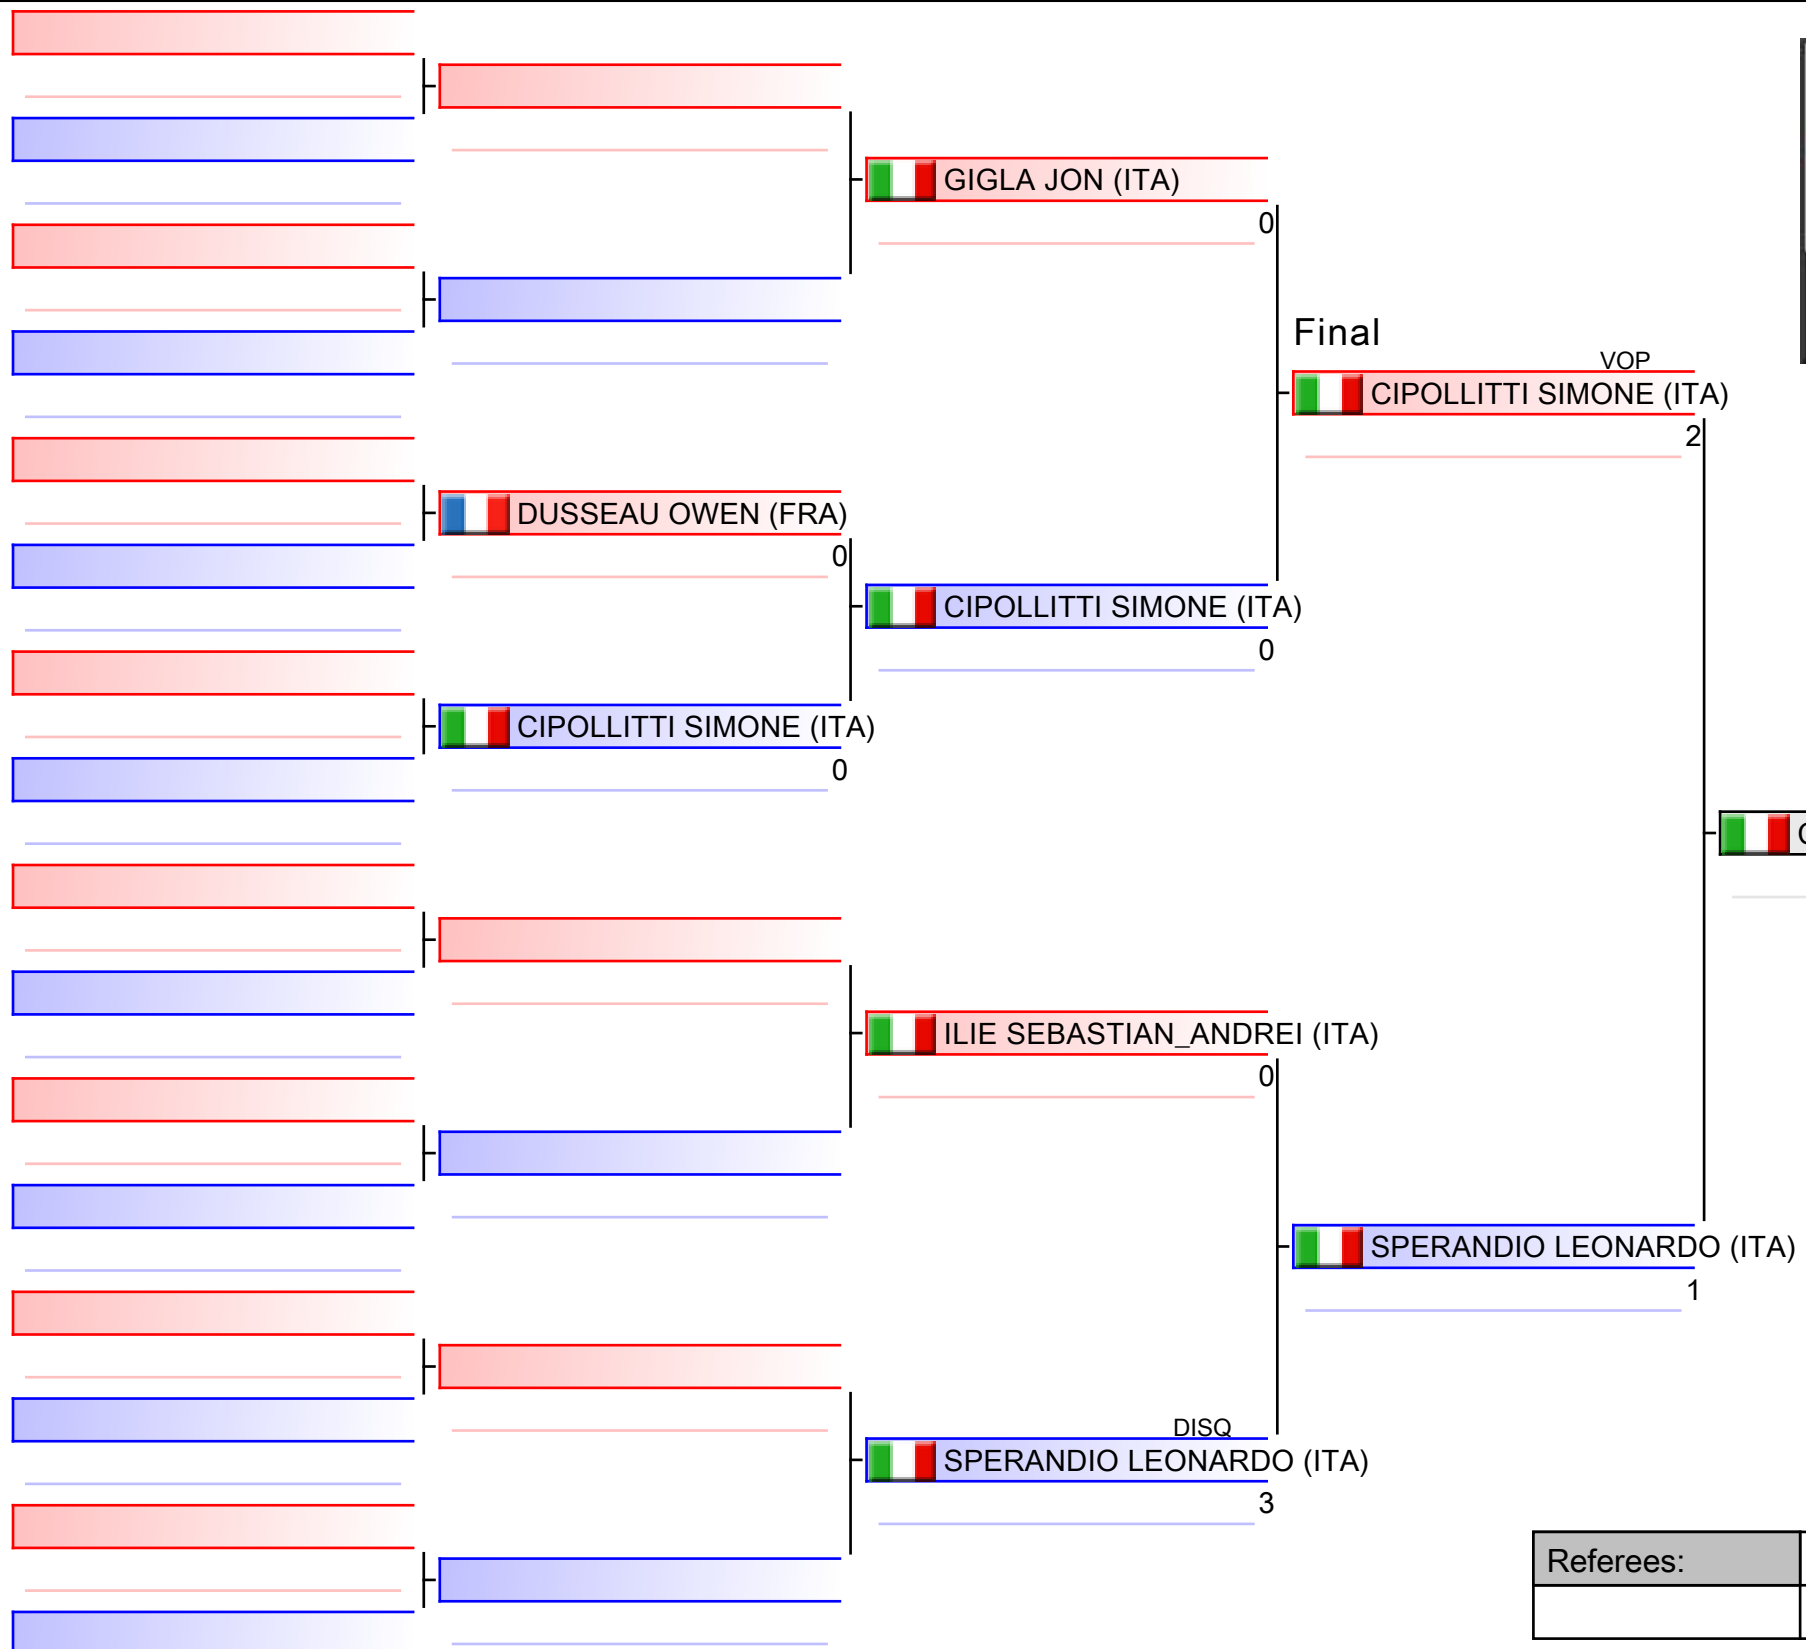 GIGLA JON (ITA)
0
Final
VOP
CIPOLLITTI SIMONE (ITA)
2
DUSSEAU OWEN (FRA)
0
CIPOLLITTI SIMONE (ITA)
0
CIPOLLITTI SIMONE (ITA)
0
ILIE SEBASTIAN_ANDREI (ITA)
0
SPERANDIO LEONARDO (ITA)
1
DISQ
SPERANDIO LEONARDO (ITA)
3
Referees: